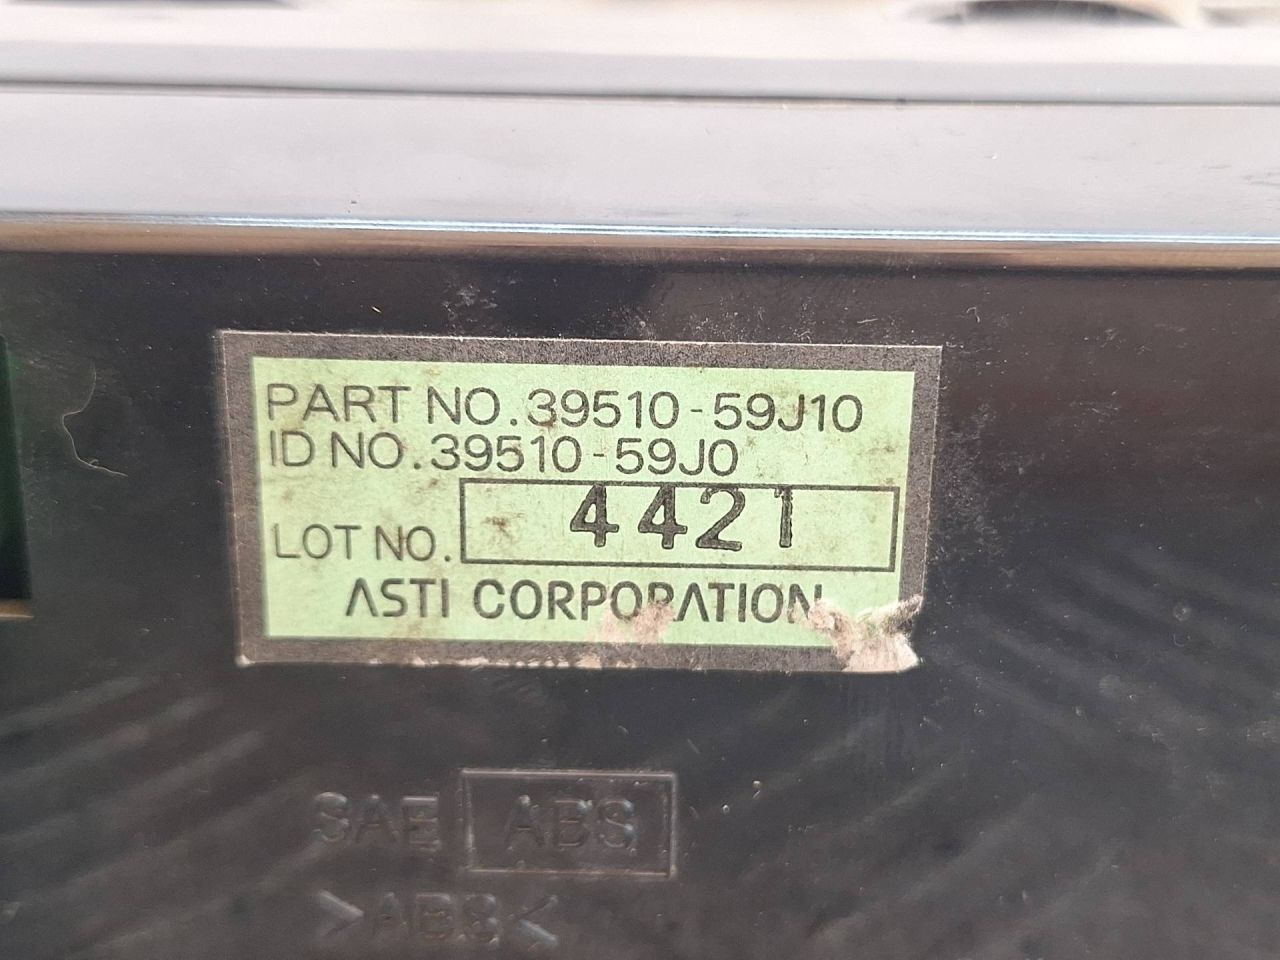 PART NO.39510-59J10
ID NO.39510-59J0
LOT NO. 4421
ASTI CORPORATION
SAE ABS
>ABS<